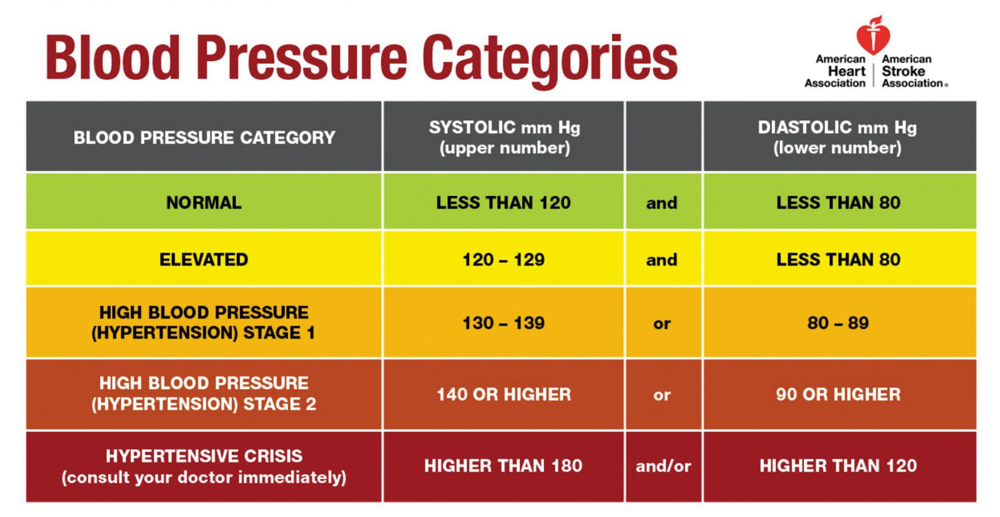 Blood Pressure Categories
American Heart Association
American Stroke Association®
BLOOD PRESSURE CATEGORY
SYSTOLIC mm Hg
(upper number)
DIASTOLIC mm Hg
(lower number)
NORMAL
LESS THAN 120
and
LESS THAN 80
ELEVATED
120 – 129
and
LESS THAN 80
HIGH BLOOD PRESSURE
(HYPERTENSION) STAGE 1
130 – 139
or
80 – 89
HIGH BLOOD PRESSURE
(HYPERTENSION) STAGE 2
140 OR HIGHER
or
90 OR HIGHER
HYPERTENSIVE CRISIS
(consult your doctor immediately)
HIGHER THAN 180
and/or
HIGHER THAN 120